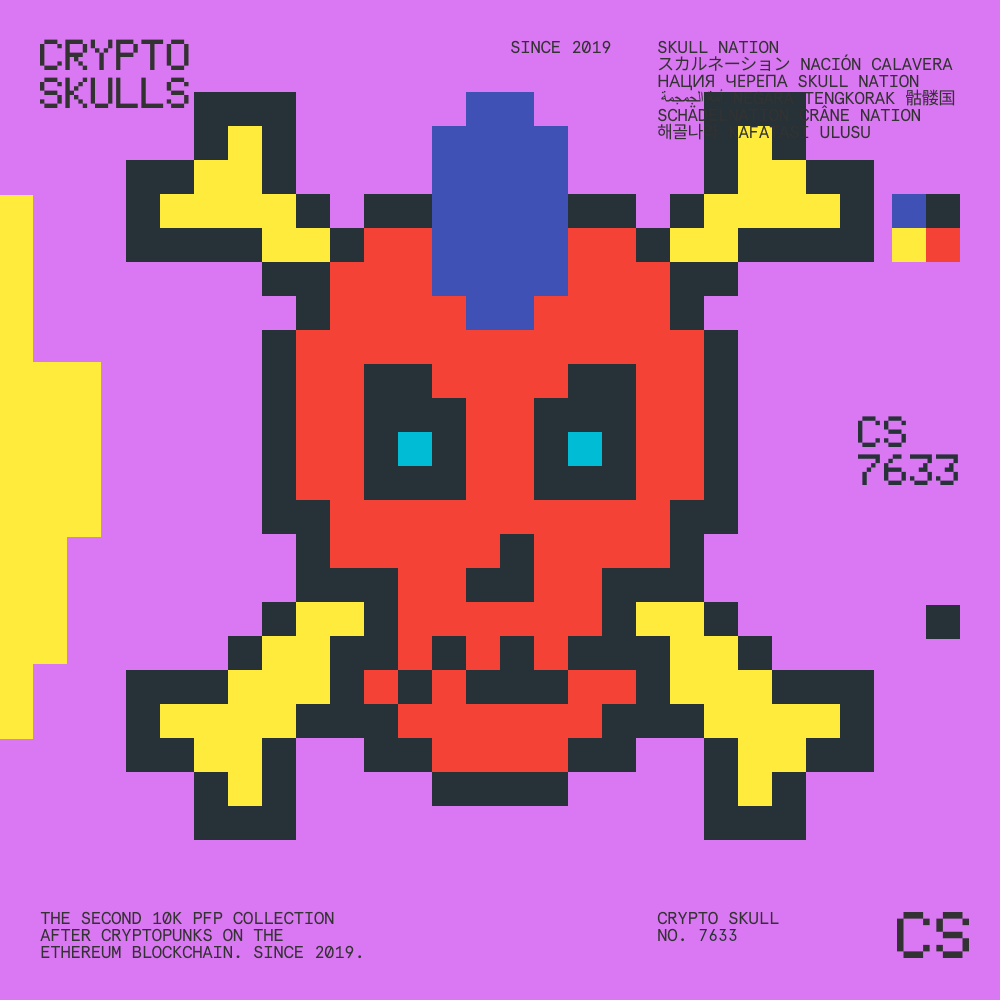 CRYPTO
SKULLS
SINCE 2019
SKULL NATION
スカルネーション NACIÓN CALAVERA
НАЦИЯ ЧЕРЕПА SKULL NATION
الجمجمة TENGKORAK 骷髅国
CRÂNE NATION
해골나 ULUSU
CS
7633
THE SECOND 10K PFP COLLECTION
AFTER CRYPTOPUNKS ON THE
ETHEREUM BLOCKCHAIN. SINCE 2019.
CRYPTO SKULL
NO. 7633
CS